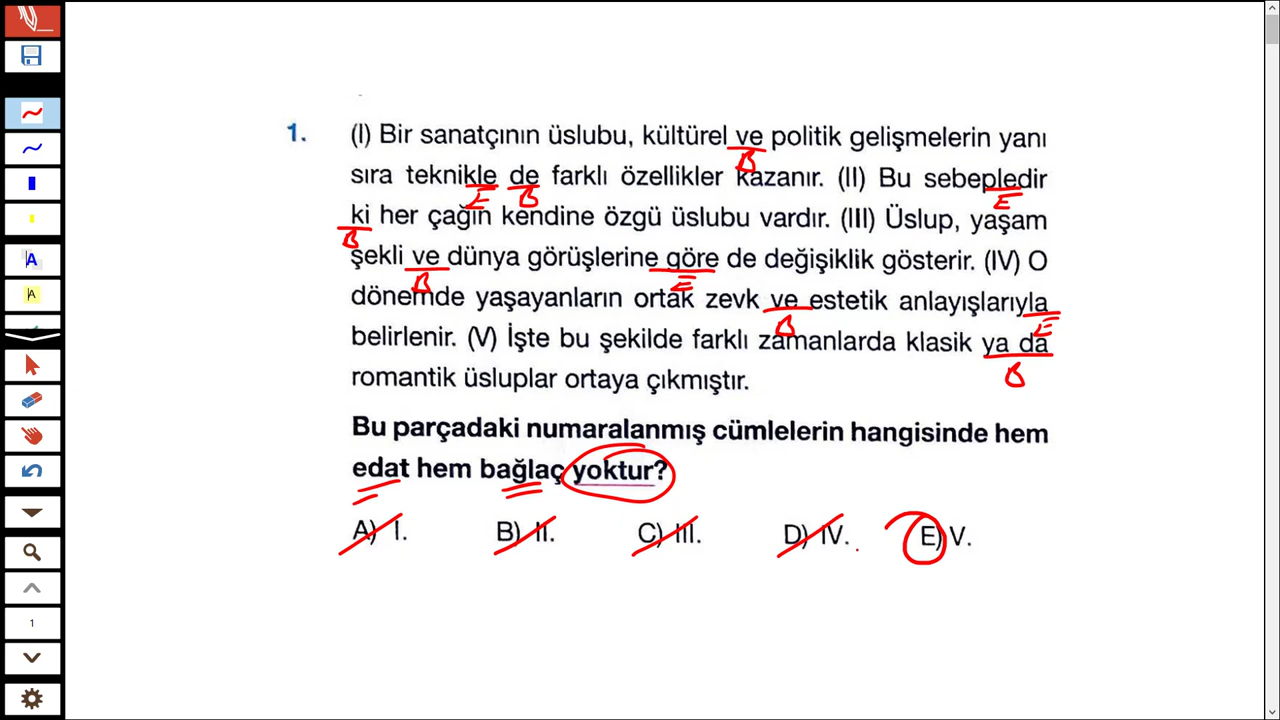 1. (I) Bir sanatçının üslubu, kültürel ve politik gelişmelerin yanı
B
sıra teknikle de farklı özellikler kazanır. (II) Bu sebepledir
E B E
ki her çağın kendine özgü üslubu vardır. (III) Üslup, yaşam
B
şekli ve dünya görüşlerine göre de değişiklik gösterir. (IV) O
B E
dönemde yaşayanların ortak zevk ve estetik anlayışlarıyla
B E
belirlenir. (V) İşte bu şekilde farklı zamanlarda klasik ya da
B
romantik üsluplar ortaya çıkmıştır.
Bu parçadaki numaralanmış cümlelerin hangisinde hem
edat hem bağlaç yoktur?
A) I. B) II. C) III. D) IV. E) V.
A
A
1